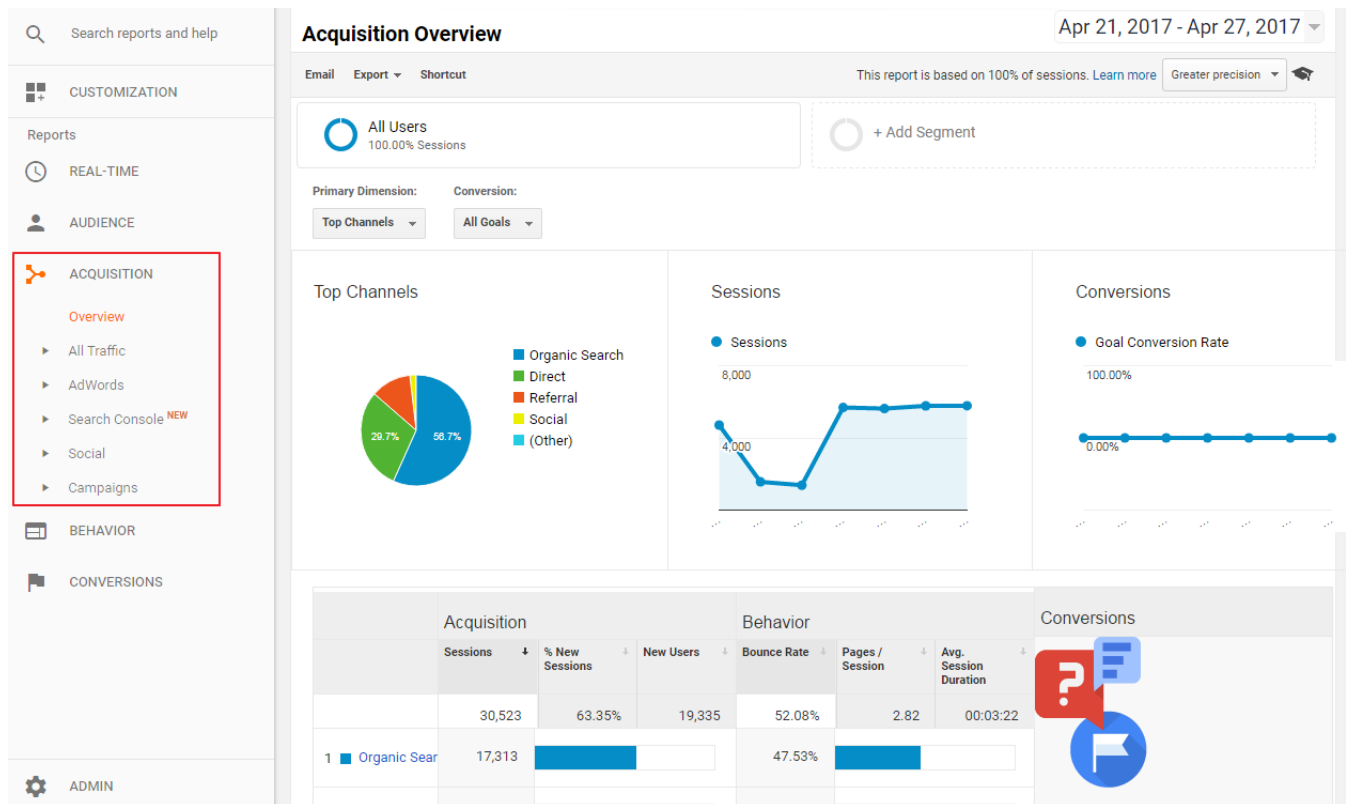 Search reports and help
CUSTOMIZATION
Reports
REAL-TIME
AUDIENCE
ACQUISITION
Overview
All Traffic
AdWords
Search Console NEW
Social
Campaigns
BEHAVIOR
CONVERSIONS
ADMIN
Acquisition Overview
Apr 21, 2017 - Apr 27, 2017
Email Export Shortcut
This report is based on 100% of sessions. Learn more Greater precision
All Users
100.00% Sessions
+ Add Segment
Primary Dimension: Conversion:
Top Channels All Goals
Top Channels
Organic Search
Direct
Referral
Social
(Other)
29.7% 56.7%
Sessions
Sessions
8,000
4,000
Conversions
Goal Conversion Rate
100.00%
0.00%
Acquisition Behavior Conversions
Sessions % New Sessions New Users Bounce Rate Pages / Session Avg. Session Duration
30,523 63.35% 19,335 52.08% 2.82 00:03:22
1 Organic Sear 17,313 47.53%
?